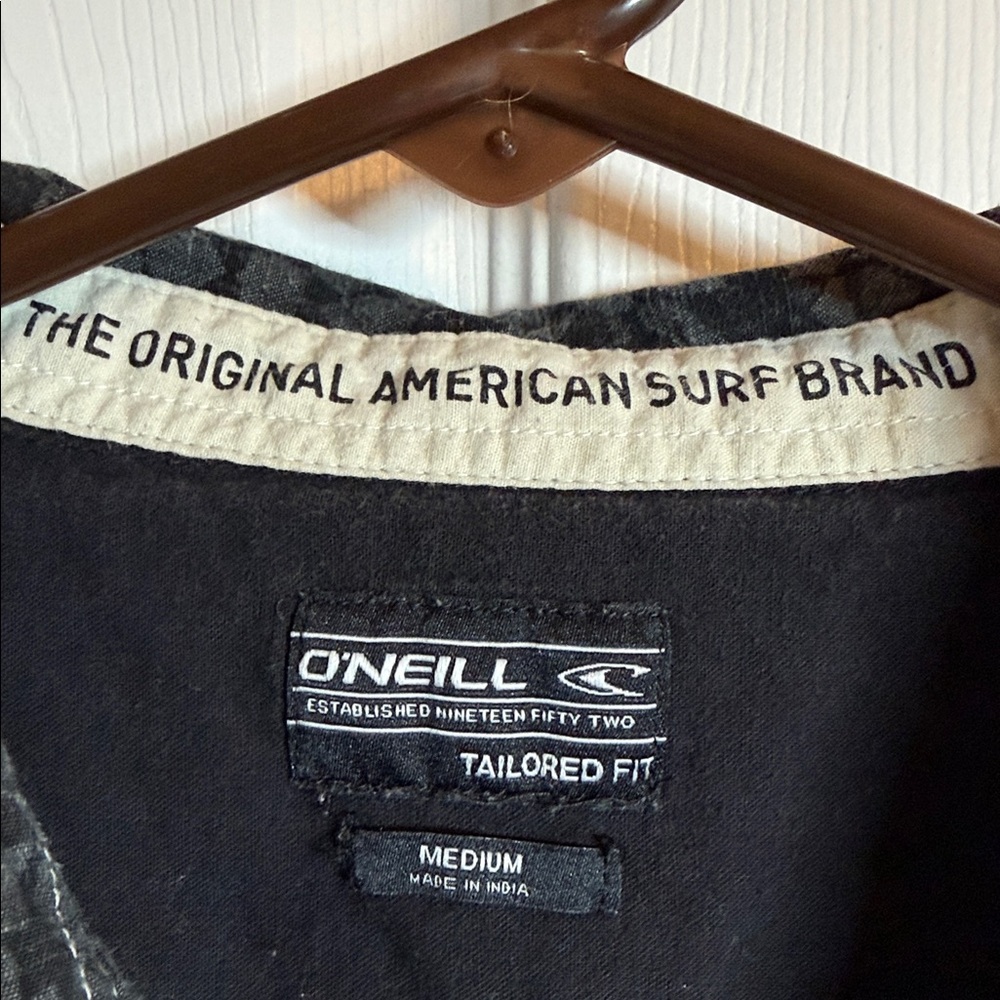 THE ORIGINAL AMERICAN SURF BRAND
O'NEILL
ESTABLISHED NINETEEN FIFTY TWO
TAILORED FIT
MEDIUM
MADE IN INDIA